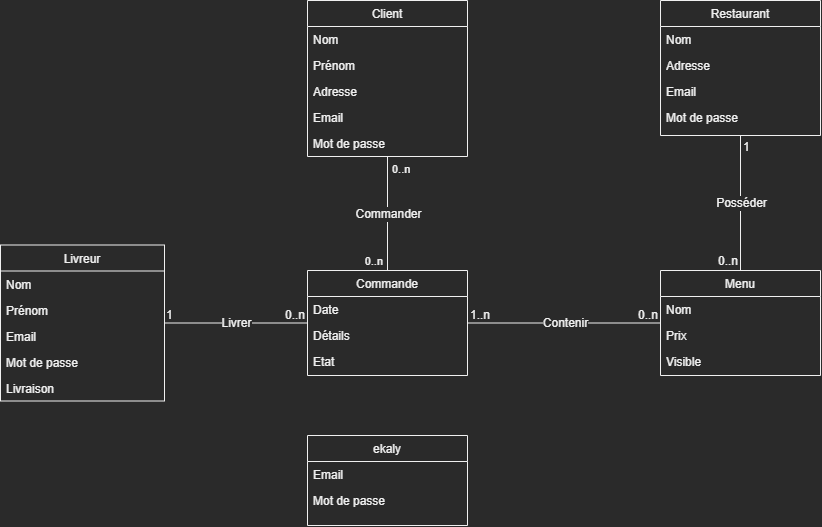 Client
Nom
Prénom
Adresse
Email
Mot de passe
Restaurant
Nom
Adresse
Email
Mot de passe
0..n
Commander
0..n
1
Posséder
0..n
Livreur
Nom
Prénom
Email
Mot de passe
Livraison
1
Livrer
0..n
Commande
Date
Détails
Etat
1..n
Contenir
0..n
Menu
Nom
Prix
Visible
ekaly
Email
Mot de passe